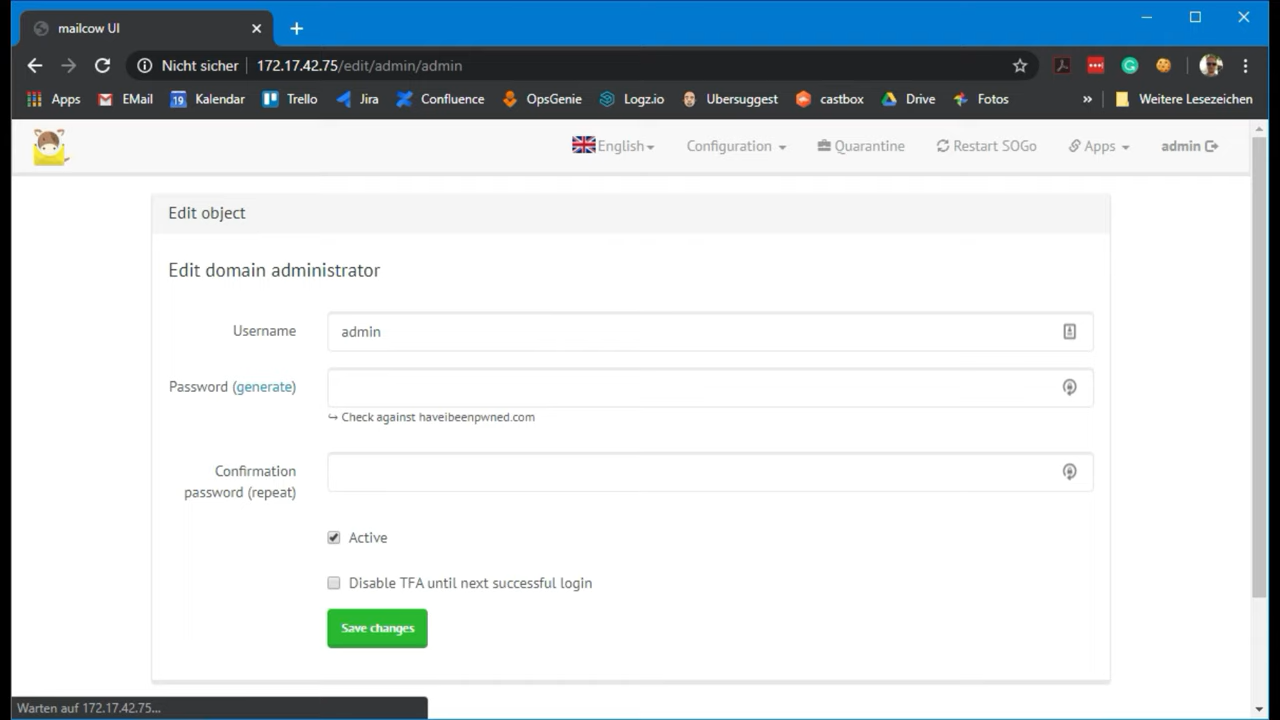 mailcow UI
Nicht sicher 172.17.42.75/edit/admin/admin
Apps EMail 19 Kalendar Trello Jira Confluence OpsGenie Logz.io Ubersuggest castbox Drive Fotos » Weitere Lesezeichen
English Configuration Quarantine Restart SOGo Apps admin
Edit object
Edit domain administrator
Username admin
Password (generate)
↪ Check against haveibeenpwned.com
Confirmation
password (repeat)
Active
Disable TFA until next successful login
Save changes
Warten auf 172.17.42.75...